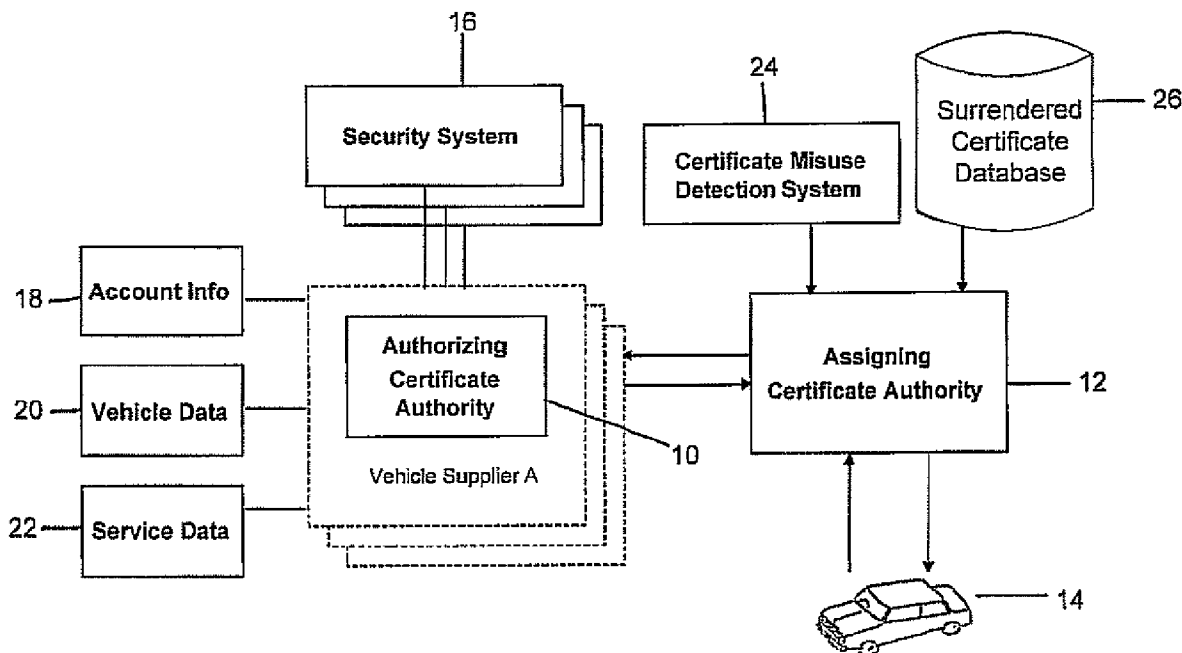 16
Security System
24
Certificate Misuse
Detection System
Surrendered
Certificate
Database
26
18
Account Info
20
Vehicle Data
22
Service Data
Authorizing
Certificate
Authority
10
Vehicle Supplier A
Assigning
Certificate Authority
12
14